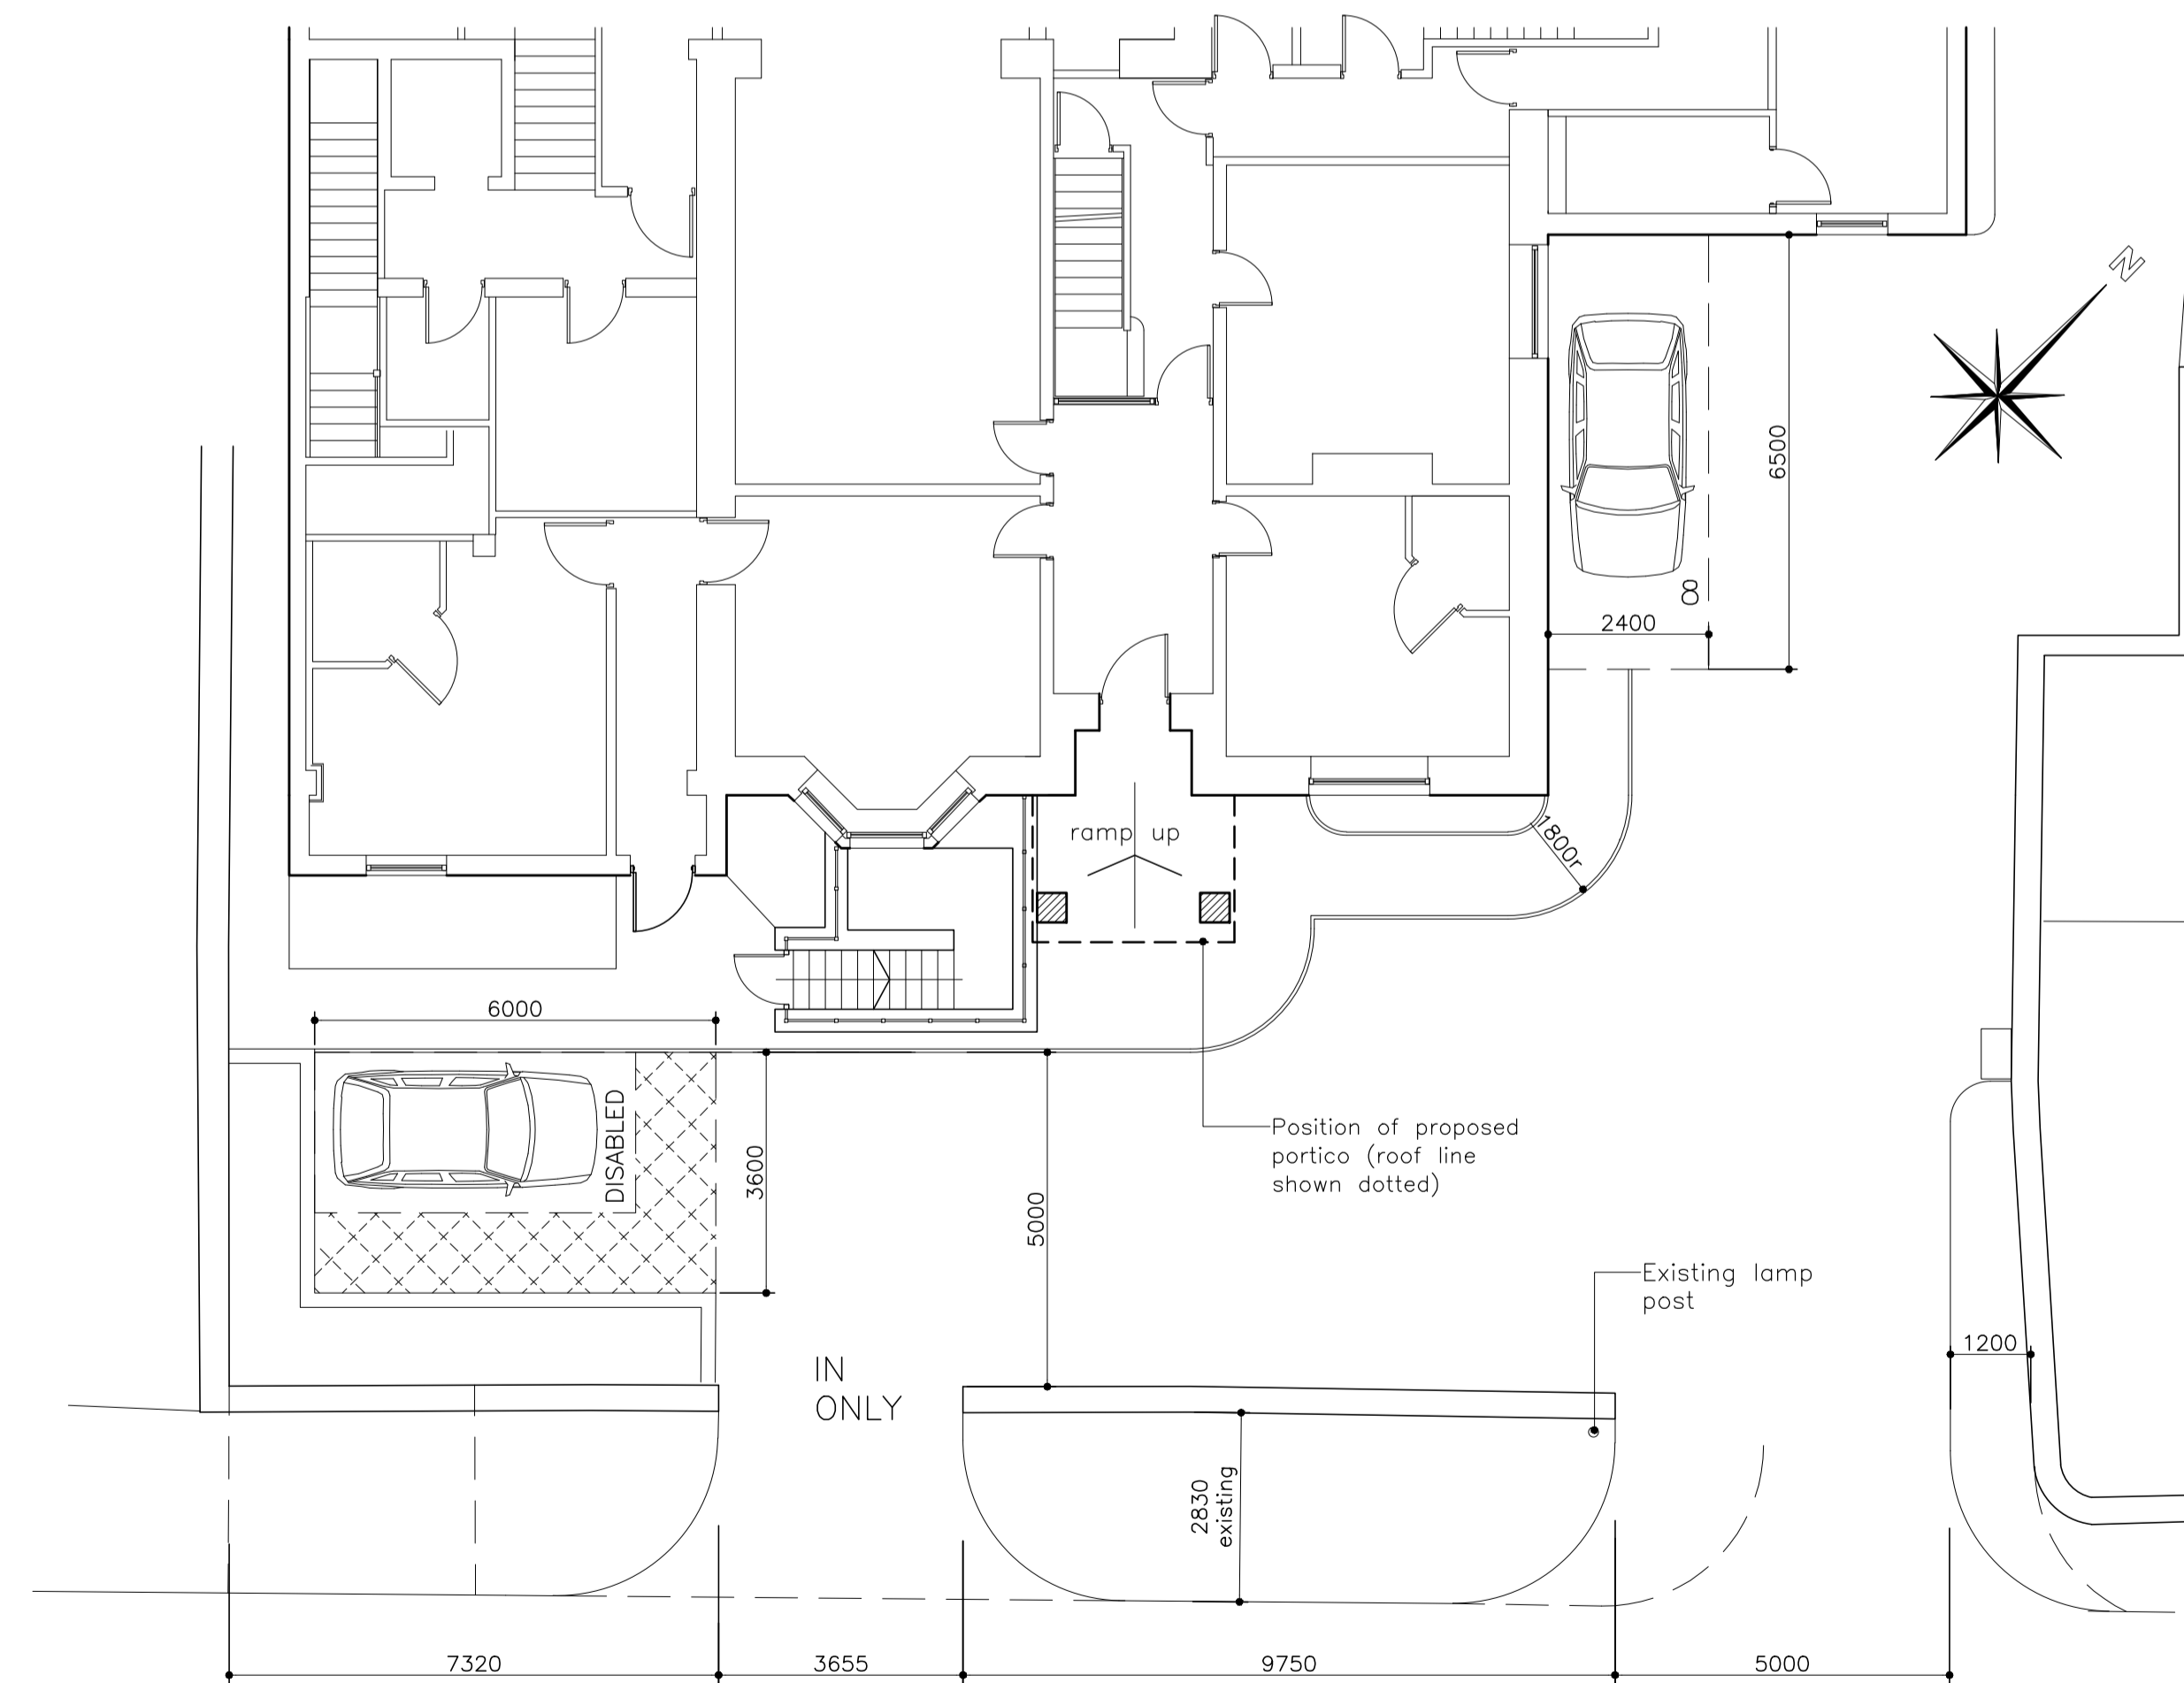 N
6500
8
2400
ramp up
1800r
6000
DISABLED
3600
5000
Position of proposed
portico (roof line
shown dotted)
Existing lamp
post
1200
IN
ONLY
2830
existing
7320
3655
9750
5000